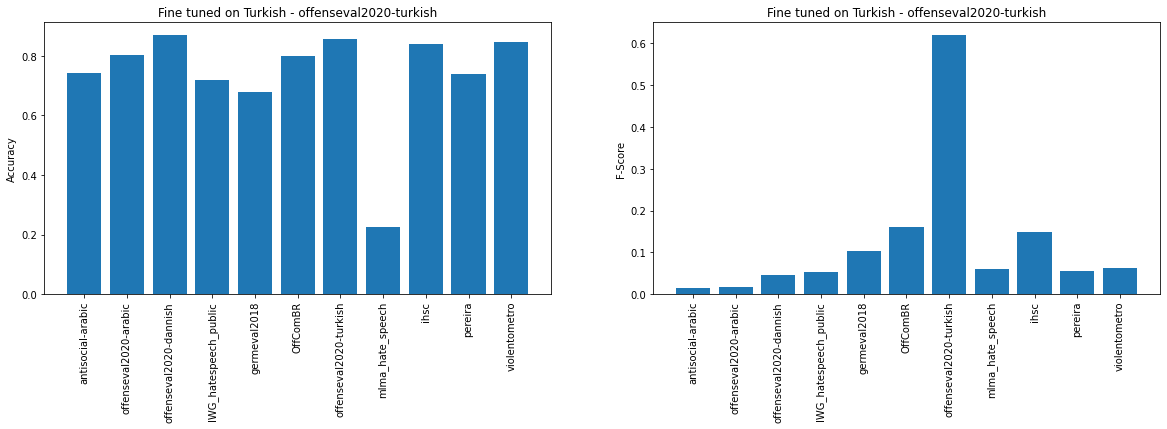 Fine tuned on Turkish - offenseval2020-turkish
Accuracy
0.8
0.6
0.4
0.2
0.0
antisocial-arabic
offenseval2020-arabic
offenseval2020-dannish
IWG_hatespeech_public
germeval2018
OffComBR
offenseval2020-turkish
mlma_hate_speech
ihsc
pereira
violentometro
Fine tuned on Turkish - offenseval2020-turkish
F-Score
0.6
0.5
0.4
0.3
0.2
0.1
0.0
antisocial-arabic
offenseval2020-arabic
offenseval2020-dannish
IWG_hatespeech_public
germeval2018
OffComBR
offenseval2020-turkish
mlma_hate_speech
ihsc
pereira
violentometro